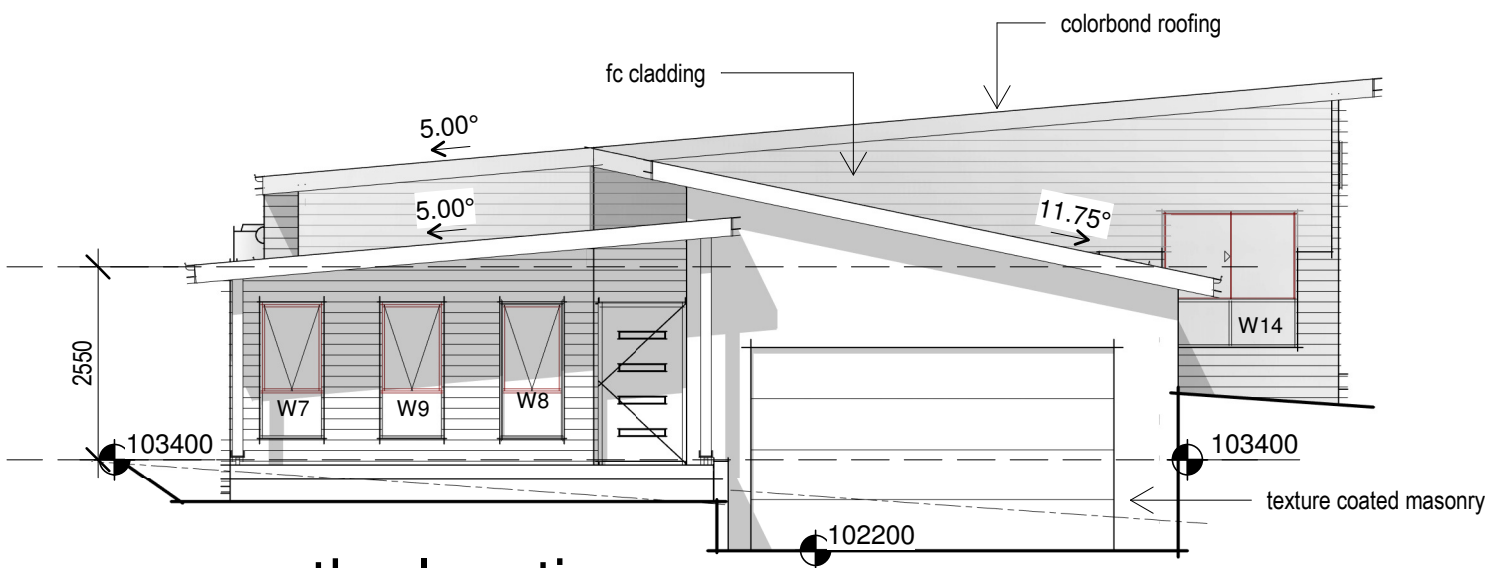 colorbond roofing
fc cladding
5.00°
5.00°
11.75°
2550
W14
W7
W9
W8
103400
103400
texture coated masonry
102200